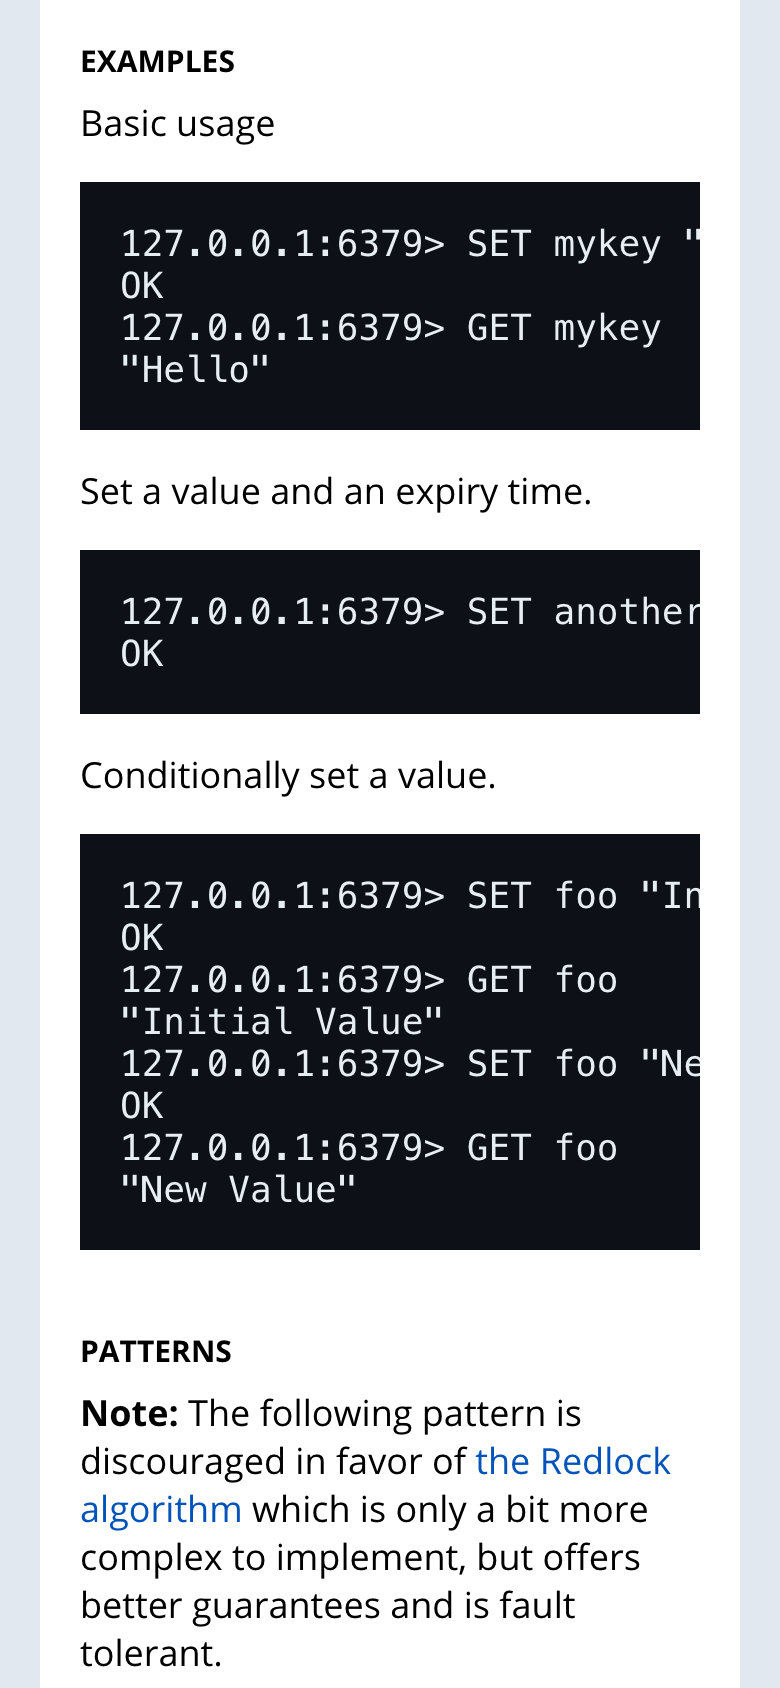 EXAMPLES
Basic usage
127.0.0.1:6379> SET mykey "
OK
127.0.0.1:6379> GET mykey
"Hello"
Set a value and an expiry time.
127.0.0.1:6379> SET another
OK
Conditionally set a value.
127.0.0.1:6379> SET foo "In
OK
127.0.0.1:6379> GET foo
"Initial Value"
127.0.0.1:6379> SET foo "Ne
OK
127.0.0.1:6379> GET foo
"New Value"
PATTERNS
Note: The following pattern is
discouraged in favor of the Redlock
algorithm which is only a bit more
complex to implement, but offers
better guarantees and is fault
tolerant.